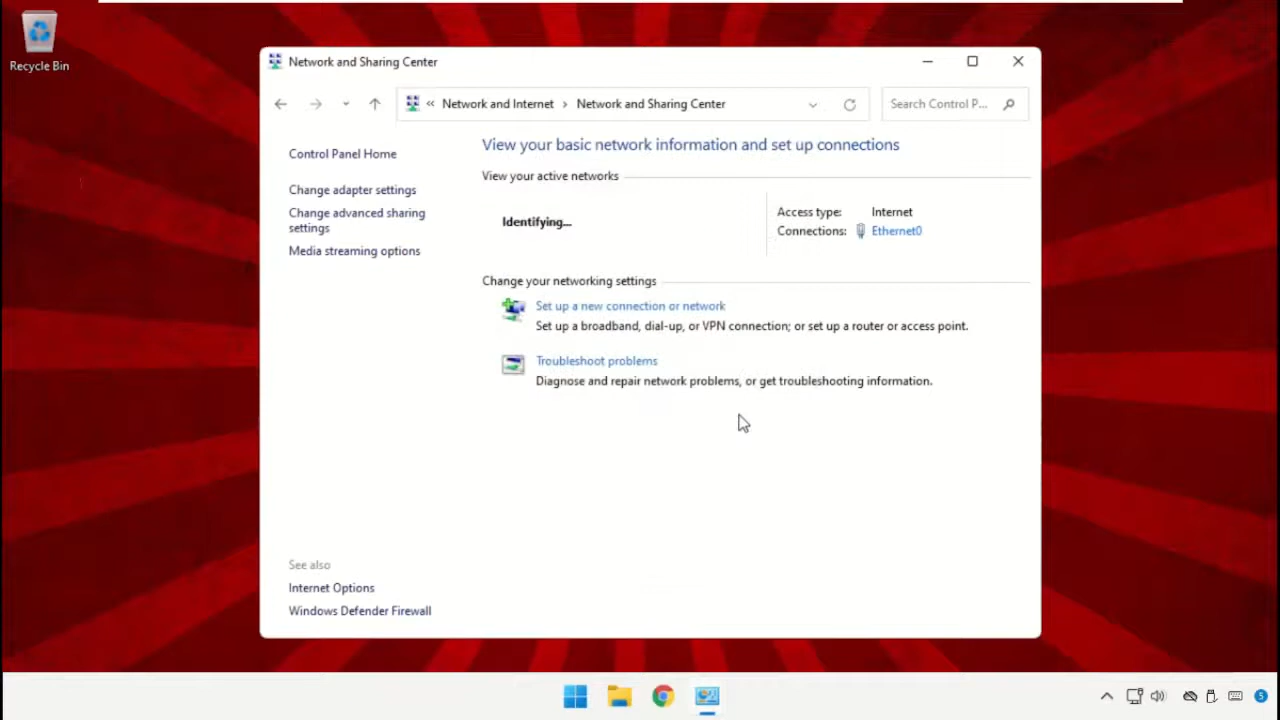 Recycle Bin
Network and Sharing Center
« Network and Internet › Network and Sharing Center
Search Control P...
Control Panel Home
Change adapter settings
Change advanced sharing
settings
Media streaming options
View your basic network information and set up connections
View your active networks
Identifying...
Access type: Internet
Connections: Ethernet0
Change your networking settings
Set up a new connection or network
Set up a broadband, dial-up, or VPN connection; or set up a router or access point.
Troubleshoot problems
Diagnose and repair network problems, or get troubleshooting information.
See also
Internet Options
Windows Defender Firewall
5